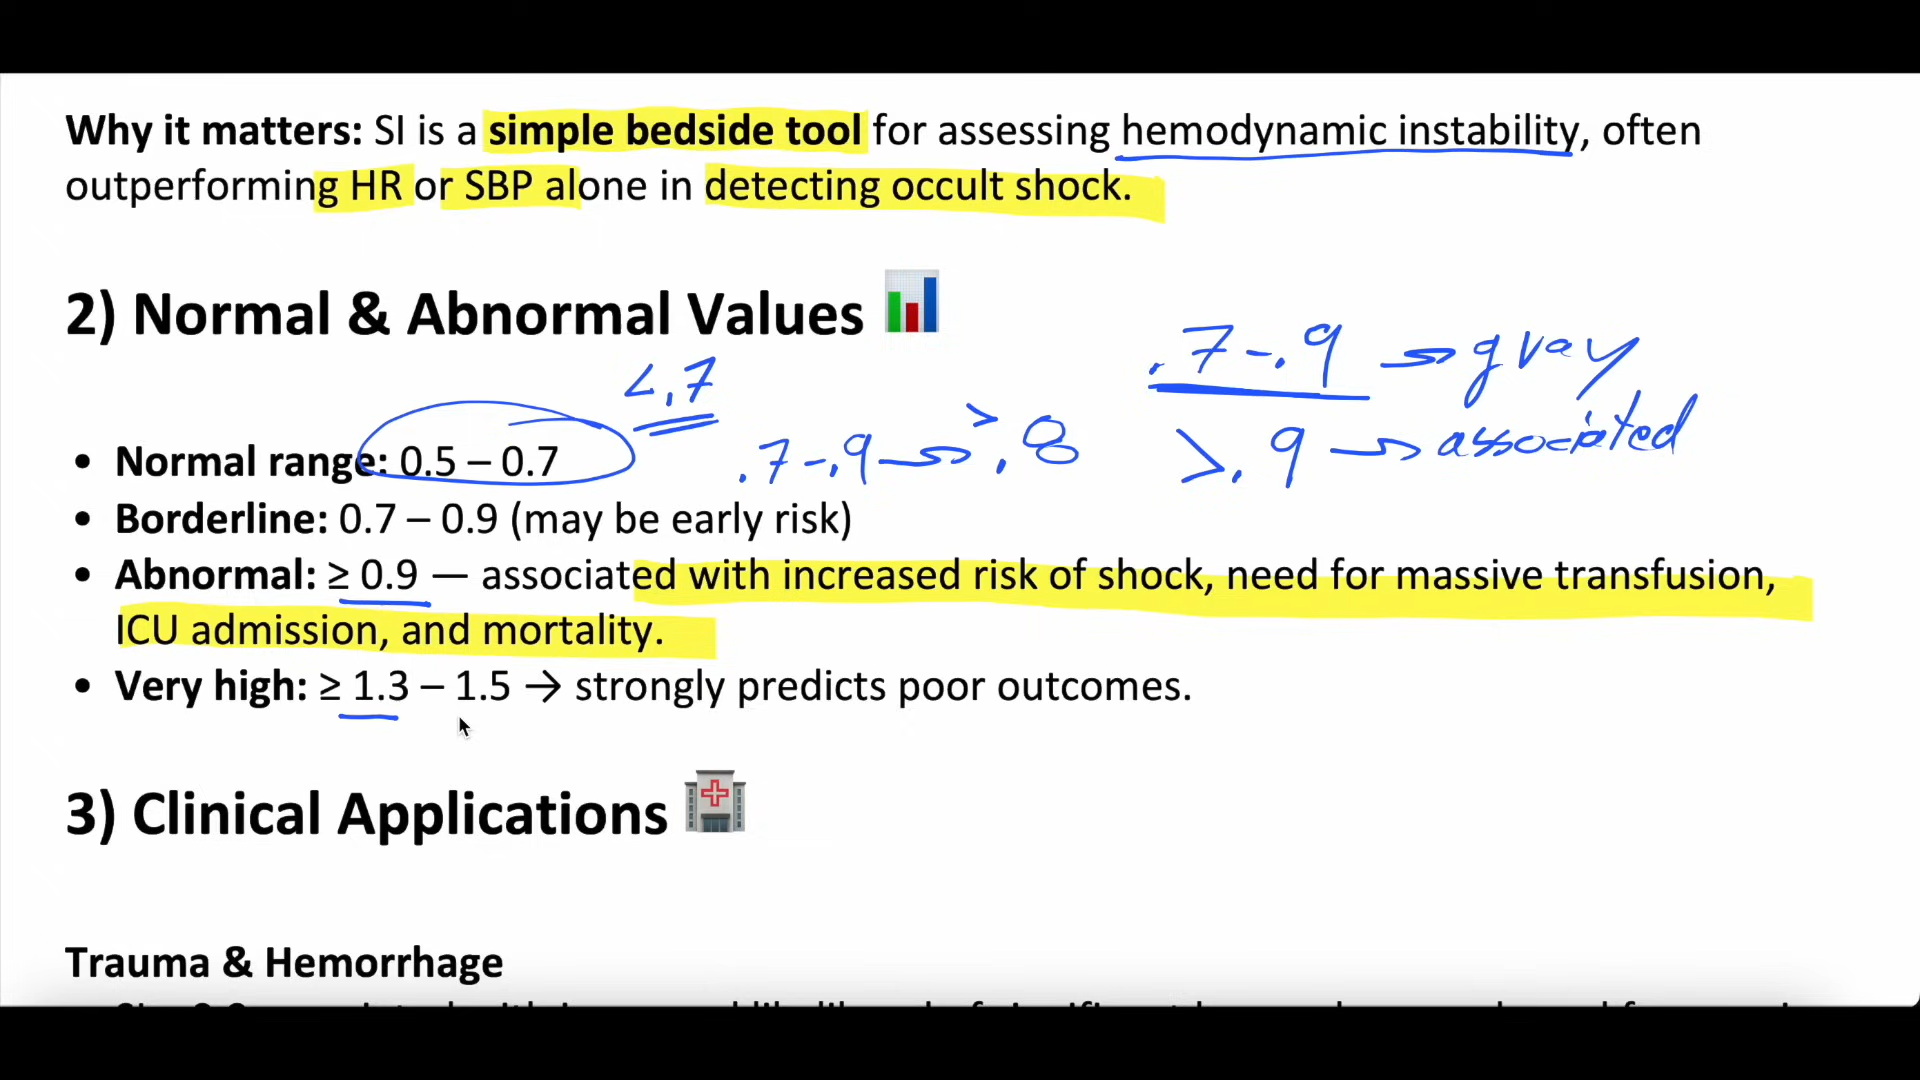 Why it matters: SI is a simple bedside tool for assessing hemodynamic instability, often
outperforming HR or SBP alone in detecting occult shock.
2) Normal & Abnormal Values
<.7
.7-.9 → gray
Normal range: 0.5 – 0.7
.7-.9 → >.8
>.9 → associated
Borderline: 0.7 – 0.9 (may be early risk)
Abnormal: ≥ 0.9 — associated with increased risk of shock, need for massive transfusion,
ICU admission, and mortality.
Very high: ≥ 1.3 – 1.5 → strongly predicts poor outcomes.
3) Clinical Applications
Trauma & Hemorrhage